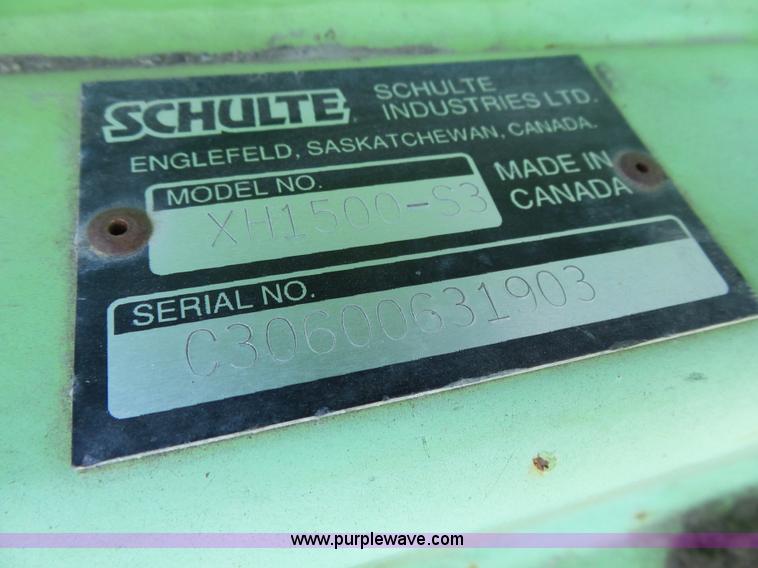 SCHULTE
SCHULTE
INDUSTRIES LTD.
ENGLEFELD, SASKATCHEWAN, CANADA.
MODEL NO.
XH1500-S3
MADE IN
CANADA
SERIAL NO.
C30600631903
www.purplewave.com